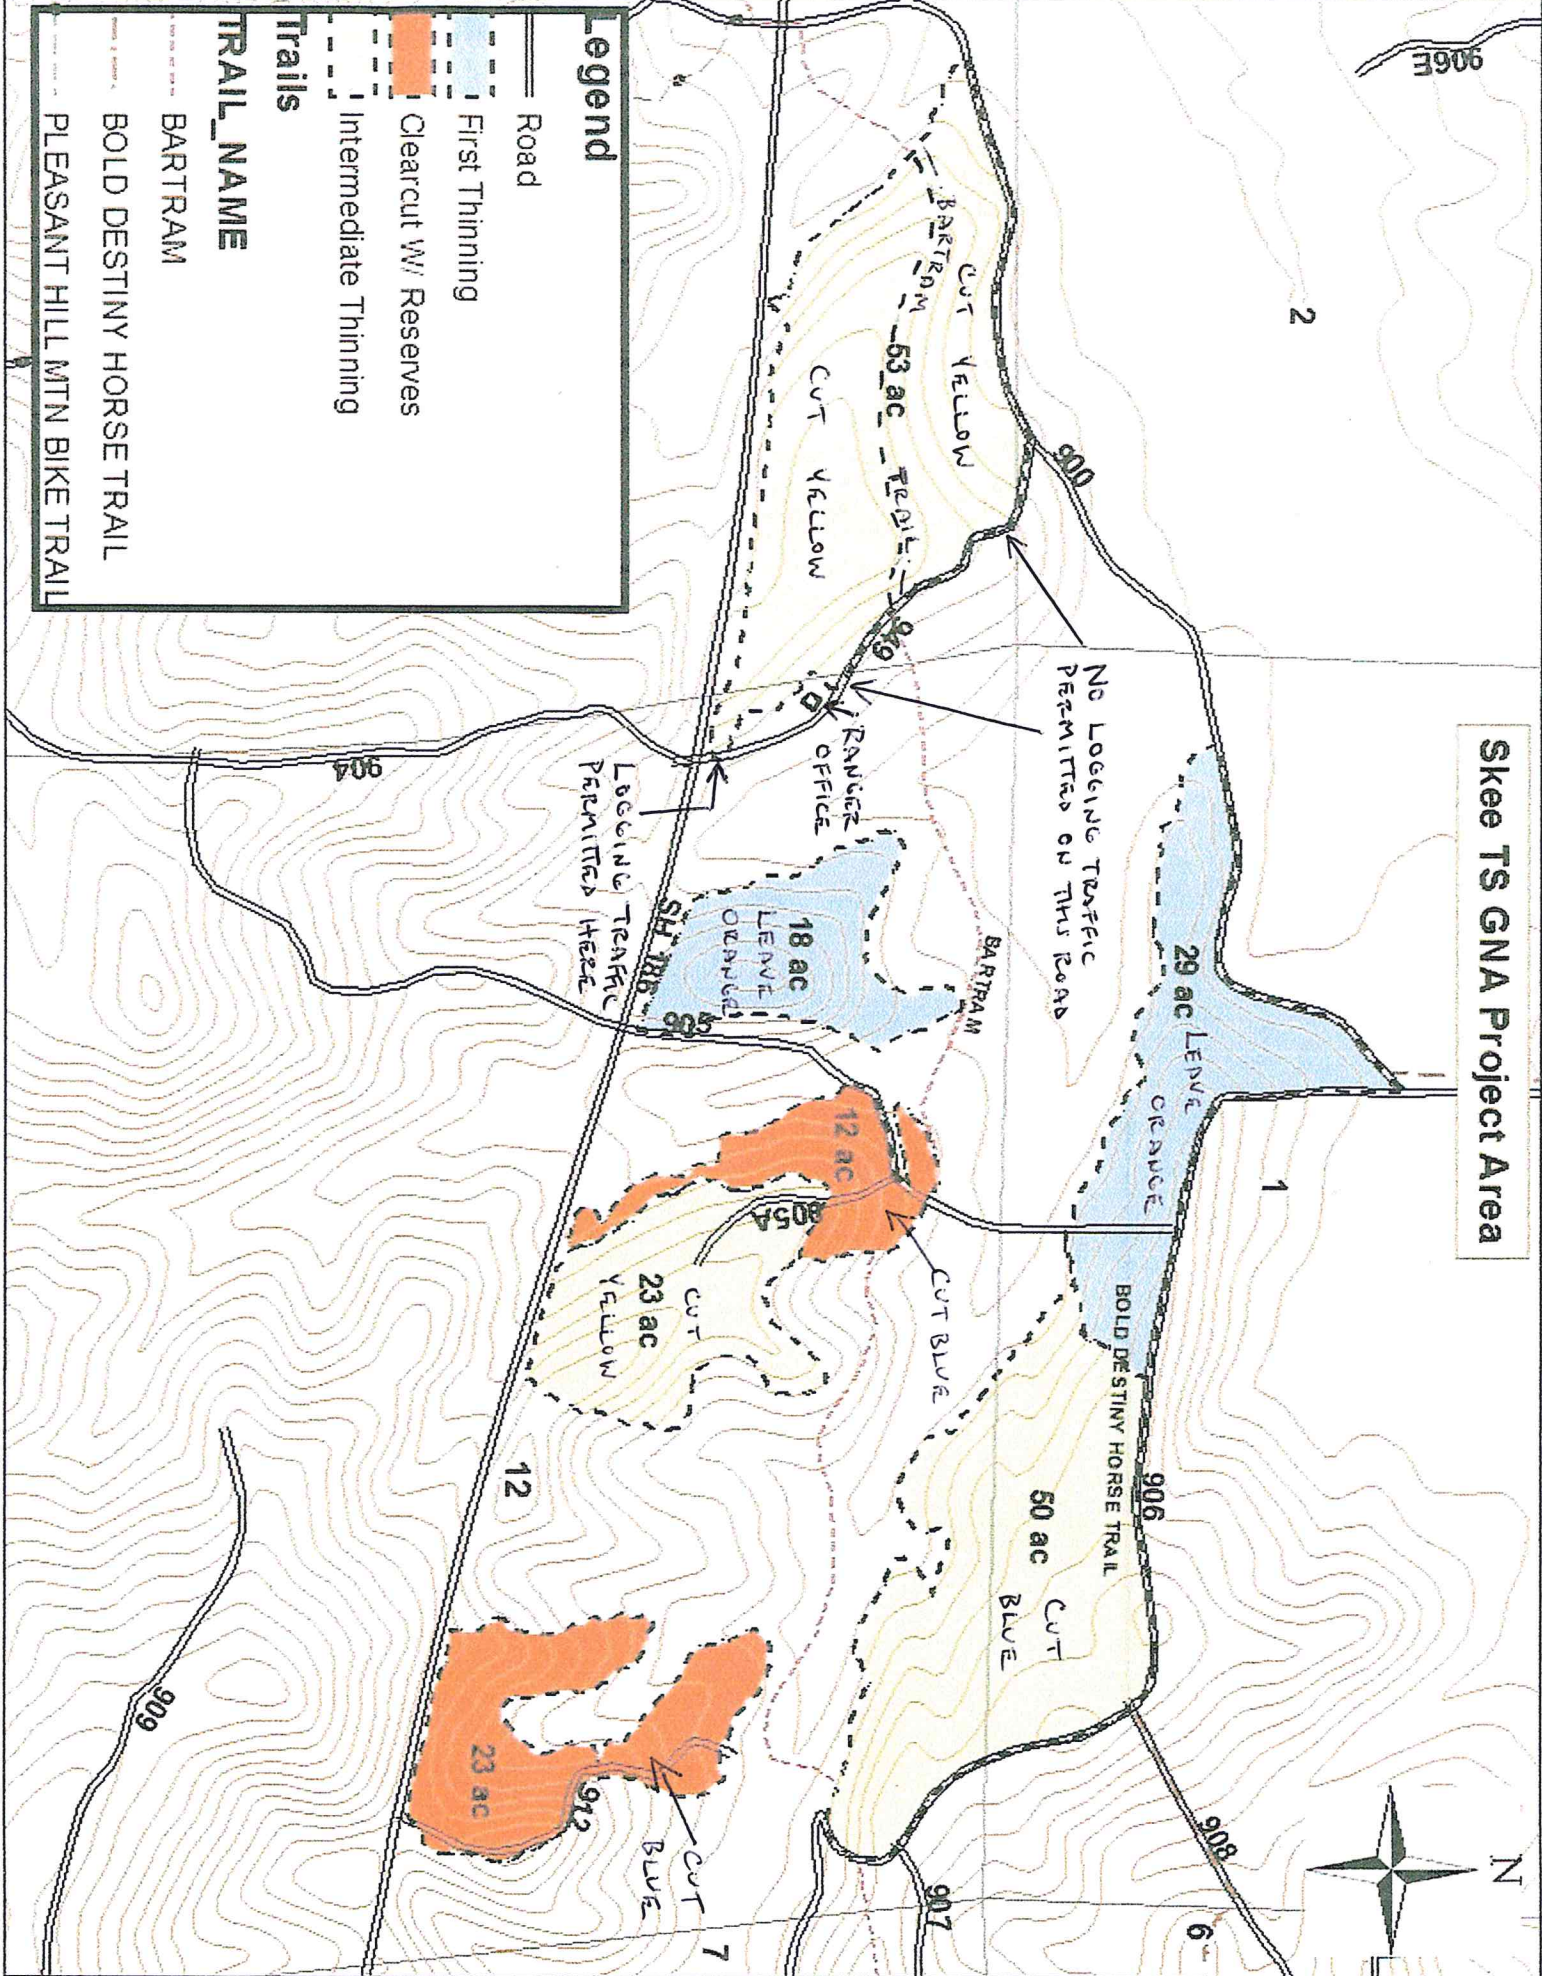 Skee TS GNA Project Area
N
906E
2
900
1
906
908
6
907
7
BARTRAM
53 ac
TRAIL
CUT YELLOW
CUT YELLOW
949
NO LOGGING TRAFFIC
PERMITTED ON THIS ROAD
RANGER
OFFICE
LOGGING TRAFFIC
PERMITTED HERE
904
18 ac
LEAVE
ORANGE
SH 186
905
BARTRAM
29 ac
LEAVE
ORANGE
BOLD DESTINY HORSE TRAIL
50 ac
CUT
BLUE
12 ac
905A
CUT BLUE
23 ac
CUT
YELLOW
12
909
23 ac
912
CUT
BLUE
Legend
Road
First Thinning
Clearcut W/ Reserves
Intermediate Thinning
Trails
TRAIL_NAME
BARTRAM
BOLD DESTINY HORSE TRAIL
PLEASANT HILL MTN BIKE TRAIL